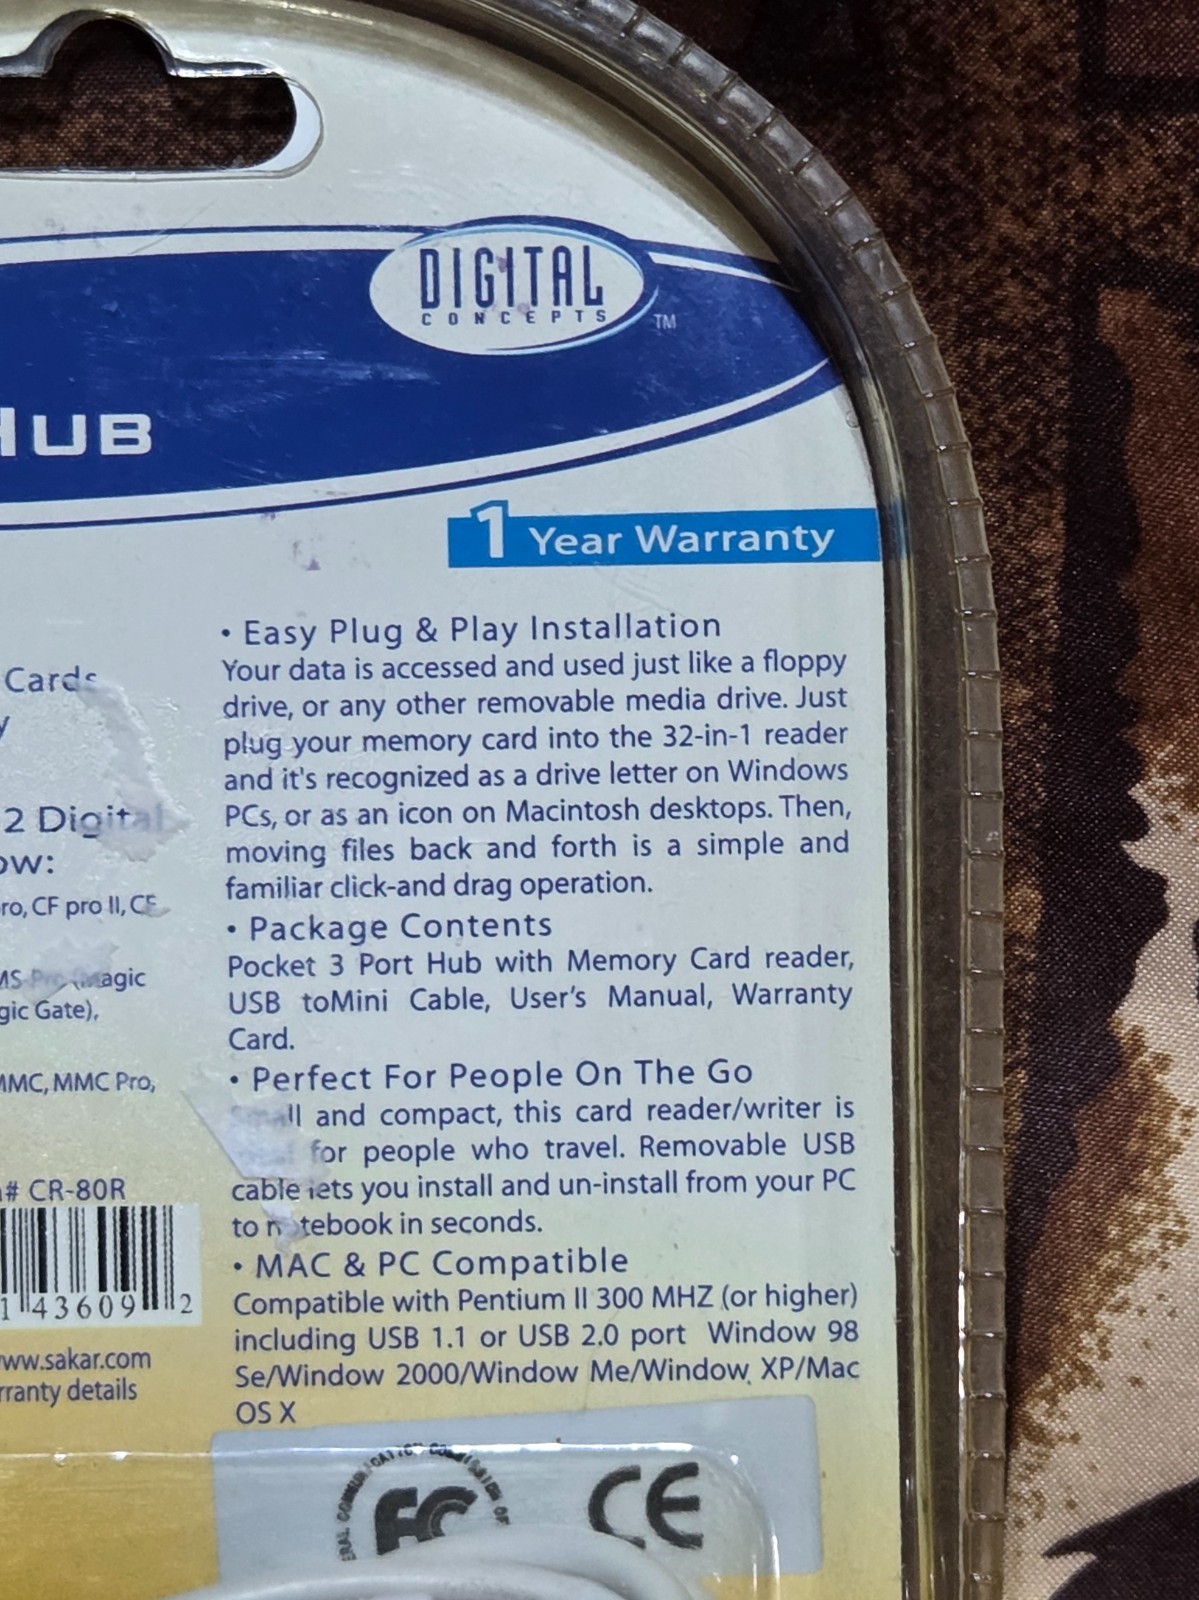 DIGITAL
CONCEPTS
TM
HUB
1 Year Warranty
Cards
2 Digital
ow:
ro, CF pro II, CF
MS Pro (Magic
gic Gate),
MMC, MMC Pro,
# CR-80R
1 43609 2
www.sakar.com
rranty details
• Easy Plug & Play Installation
Your data is accessed and used just like a floppy
drive, or any other removable media drive. Just
plug your memory card into the 32-in-1 reader
and it's recognized as a drive letter on Windows
PCs, or as an icon on Macintosh desktops. Then,
moving files back and forth is a simple and
familiar click-and drag operation.
• Package Contents
Pocket 3 Port Hub with Memory Card reader,
USB toMini Cable, User's Manual, Warranty
Card.
• Perfect For People On The Go
Small and compact, this card reader/writer is
for people who travel. Removable USB
cable lets you install and un-install from your PC
to notebook in seconds.
• MAC & PC Compatible
Compatible with Pentium II 300 MHZ (or higher)
including USB 1.1 or USB 2.0 port Window 98
Se/Window 2000/Window Me/Window XP/Mac
OS X
FC
CE